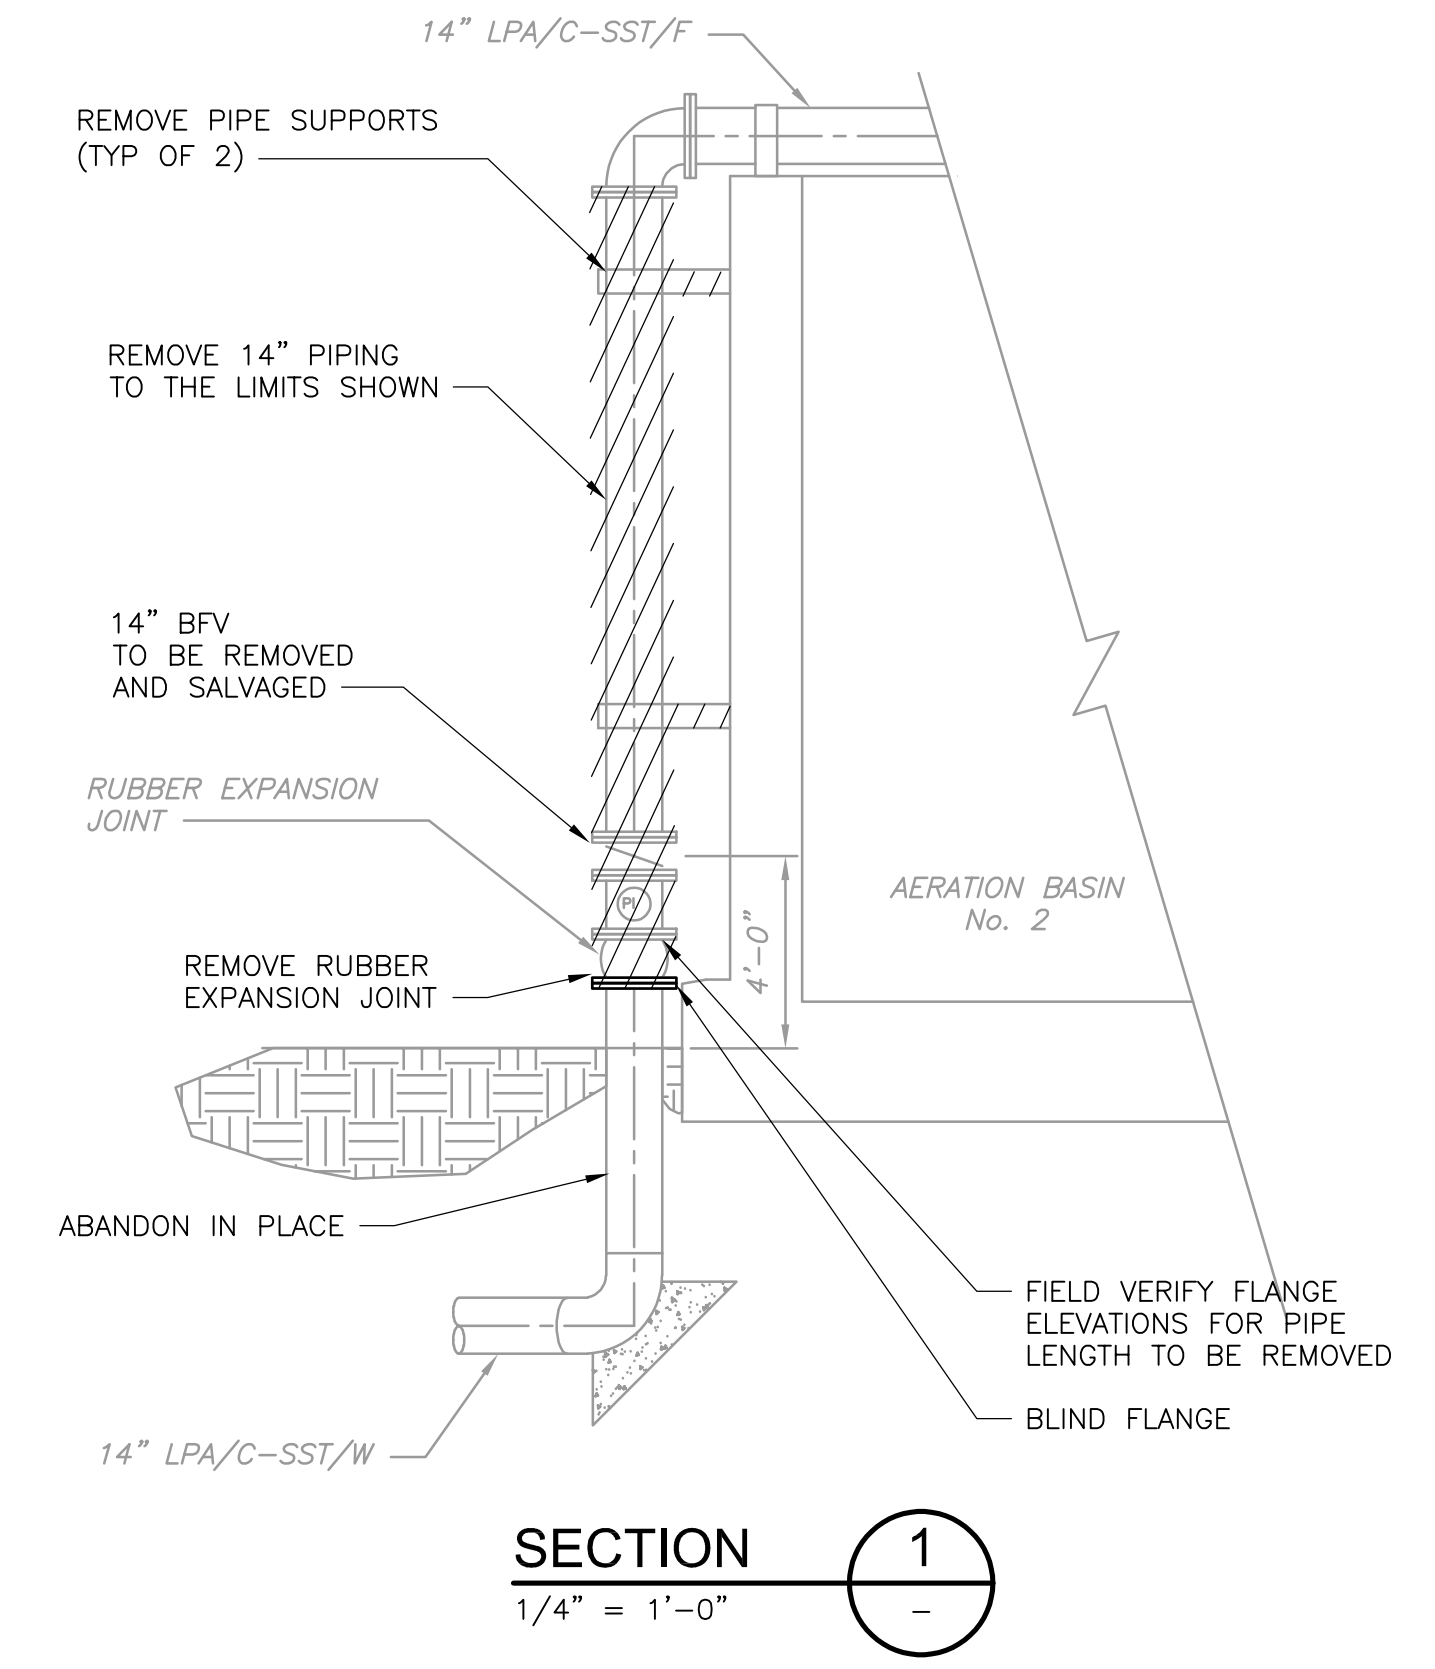 14” LPA/C-SST/F
REMOVE PIPE SUPPORTS
(TYP OF 2)
REMOVE 14” PIPING
TO THE LIMITS SHOWN
14” BFV
TO BE REMOVED
AND SALVAGED
RUBBER EXPANSION
JOINT
AERATION BASIN
No. 2
PI
4’-0”
REMOVE RUBBER
EXPANSION JOINT
ABANDON IN PLACE
FIELD VERIFY FLANGE
ELEVATIONS FOR PIPE
LENGTH TO BE REMOVED
BLIND FLANGE
14” LPA/C-SST/W
SECTION
1
1/4” = 1’-0”
-